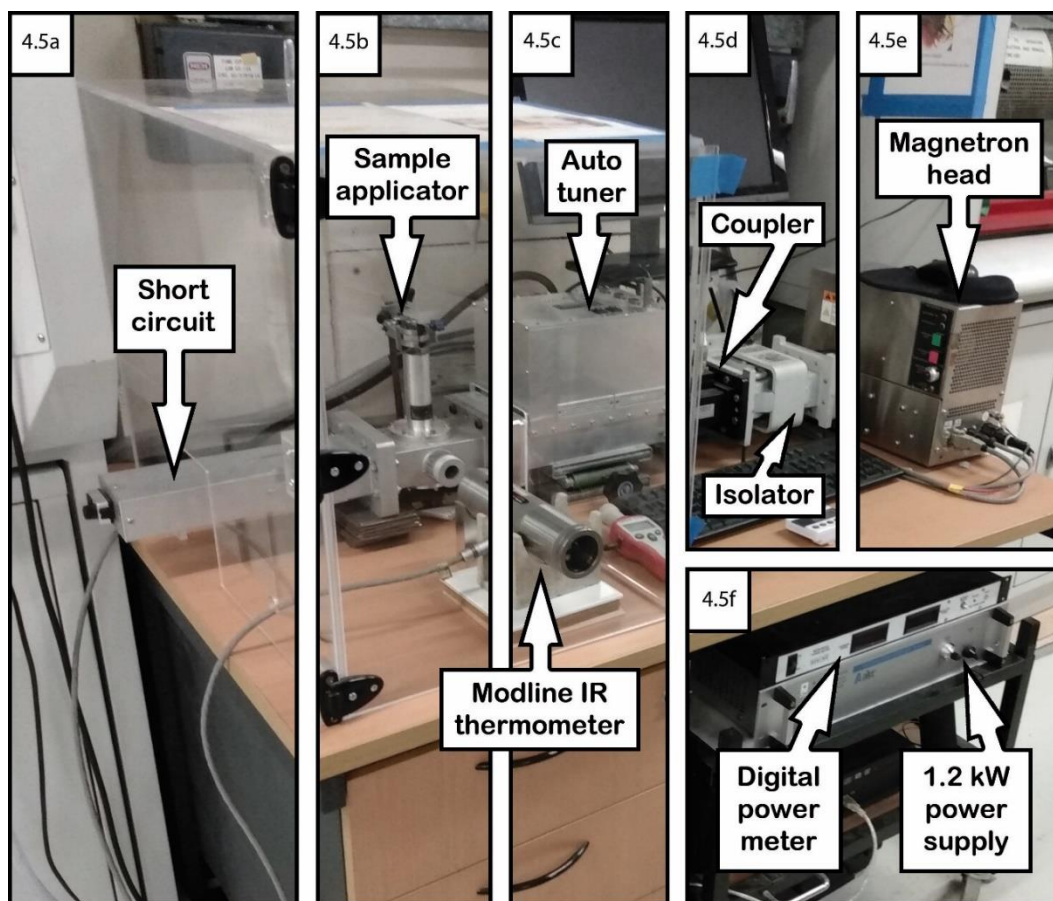 4.5a
4.5b
4.5c
4.5d
4.5e
Short
circuit
Sample
applicator
Auto
tuner
Coupler
Isolator
Magnetron
head
Modline IR
thermometer
4.5f
Digital
power
meter
1.2 kW
power
supply